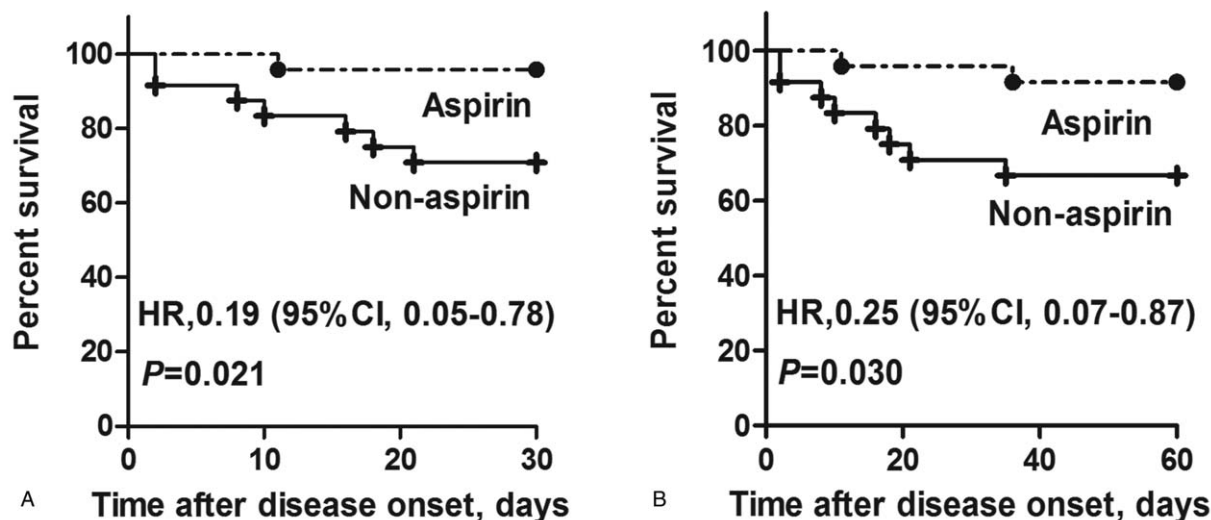 Percent survival
100
80
60
40
20
0
Aspirin
Non-aspirin
HR,0.19 (95%CI, 0.05-0.78)
P=0.021
0 10 20 30
A Time after disease onset, days
Percent survival
100
80
60
40
20
0
Aspirin
Non-aspirin
HR,0.25 (95%CI, 0.07-0.87)
P=0.030
0 20 40 60
B Time after disease onset, days